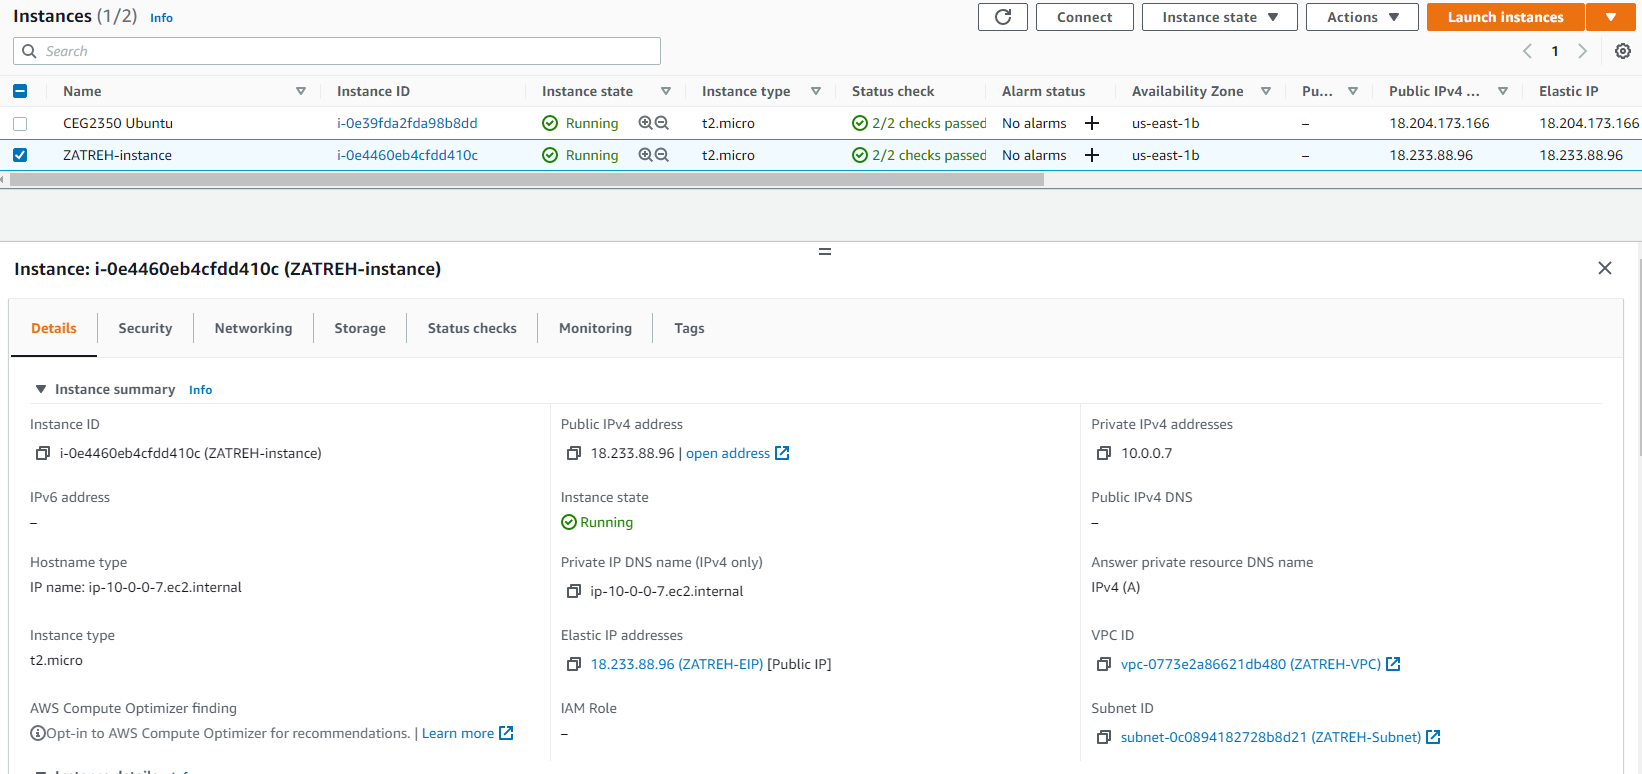 Instances (1/2) Info Connect Instance state Actions Launch instances
Search 1
Name Instance ID Instance state Instance type Status check Alarm status Availability Zone Pu... Public IPv4 ... Elastic IP
CEG2350 Ubuntu i-0e39fda2fda98b8dd Running t2.micro 2/2 checks passed No alarms us-east-1b – 18.204.173.166 18.204.173.166
ZATREH-instance i-0e4460eb4cfdd410c Running t2.micro 2/2 checks passed No alarms us-east-1b – 18.233.88.96 18.233.88.96
Instance: i-0e4460eb4cfdd410c (ZATREH-instance)
Details Security Networking Storage Status checks Monitoring Tags
Instance summary Info
Instance ID Public IPv4 address Private IPv4 addresses
i-0e4460eb4cfdd410c (ZATREH-instance) 18.233.88.96 | open address 10.0.0.7
IPv6 address Instance state Public IPv4 DNS
– Running –
Hostname type Private IP DNS name (IPv4 only) Answer private resource DNS name
IP name: ip-10-0-0-7.ec2.internal ip-10-0-0-7.ec2.internal IPv4 (A)
Instance type Elastic IP addresses VPC ID
t2.micro 18.233.88.96 (ZATREH-EIP) [Public IP] vpc-0773e2a86621db480 (ZATREH-VPC)
AWS Compute Optimizer finding IAM Role Subnet ID
Opt-in to AWS Compute Optimizer for recommendations. | Learn more – subnet-0c0894182728b8d21 (ZATREH-Subnet)